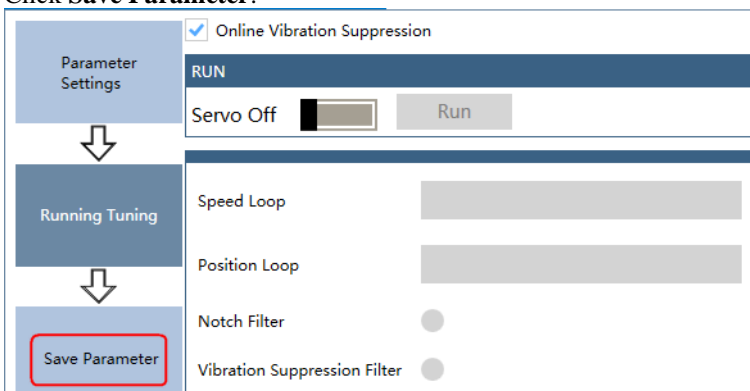 Click Save Parameter.
Online Vibration Suppression
Parameter
Settings
RUN
Servo Off
Run
Running Tuning
Speed Loop
Position Loop
Notch Filter
Save Parameter
Vibration Suppression Filter